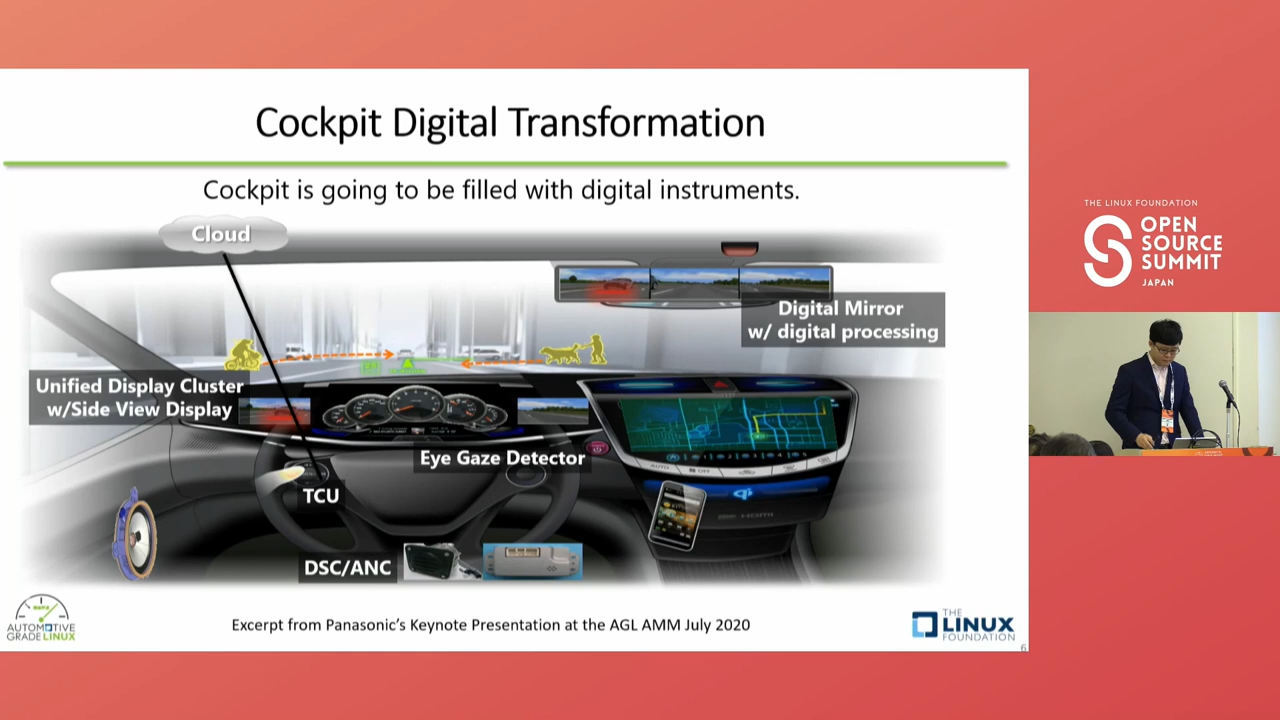 Cockpit Digital Transformation
Cockpit is going to be filled with digital instruments.
Cloud
Digital Mirror
w/ digital processing
Unified Display Cluster
w/Side View Display
Eye Gaze Detector
TCU
HDMI
DSC/ANC
AUTOMOTIVE
GRADE LINUX
Excerpt from Panasonic's Keynote Presentation at the AGL AMM July 2020
THE
LINUX
FOUNDATION
6
THE LINUX FOUNDATION
OPEN
SOURCE
SUMMIT
JAPAN